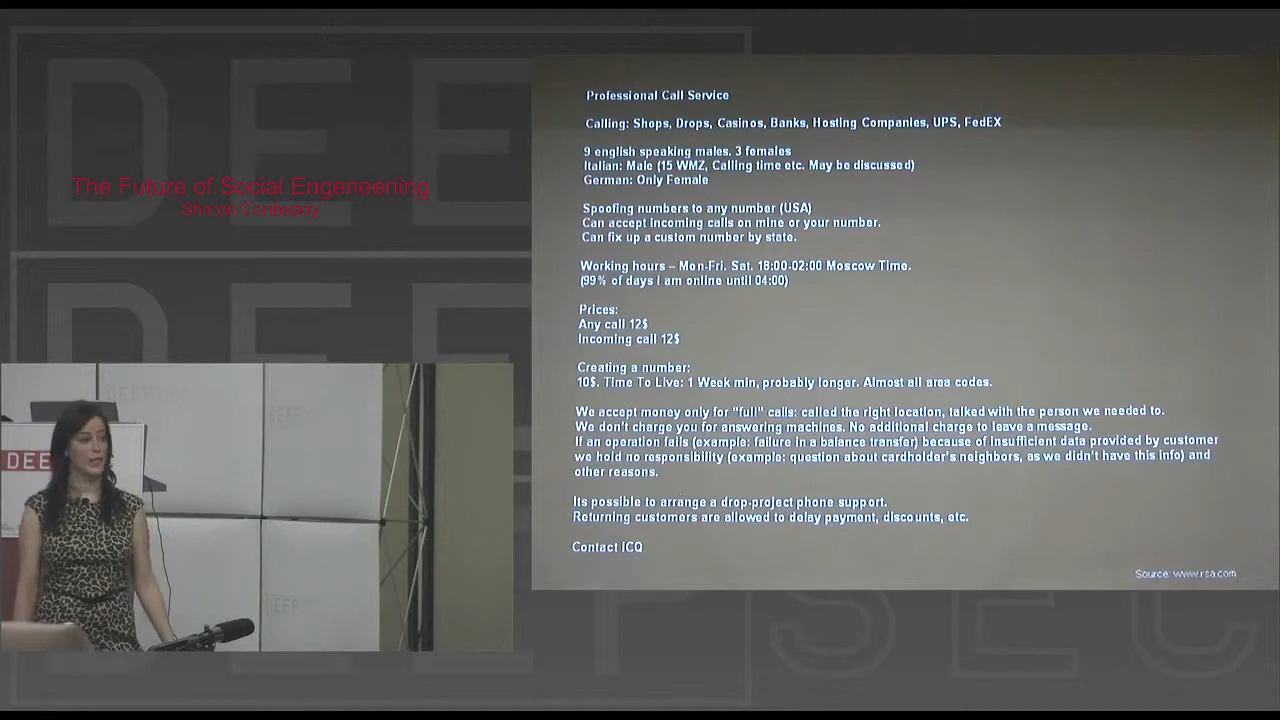 DEEP
SEC
The Future of Social Engeneering
Sharon Conheady
Professional Call Service
Calling: Shops, Drops, Casinos, Banks, Hosting Companies, UPS, FedEX
9 english speaking males. 3 females
Italian: Male (15 WMZ, Calling time etc. May be discussed)
German: Only Female
Spoofing numbers to any number (USA)
Can accept incoming calls on mine or your number.
Can fix up a custom number by state.
Working hours – Mon-Fri. Sat. 18:00-02:00 Moscow Time.
(99% of days I am online until 04:00)
Prices:
Any call 12$
Incoming call 12$
Creating a number:
10$. Time To Live: 1 Week min, probably longer. Almost all area codes.
We accept money only for "full" calls: called the right location, talked with the person we needed to.
We don't charge you for answering machines. No additional charge to leave a message.
If an operation fails (example: failure in a balance transfer) because of insufficient data provided by customer
we hold no responsibility (example: question about cardholder's neighbors, as we didn't have this info) and
other reasons.
Its possible to arrange a drop-project phone support.
Returning customers are allowed to delay payment, discounts, etc.
Contact ICQ
Source: www.rsa.com
DEE